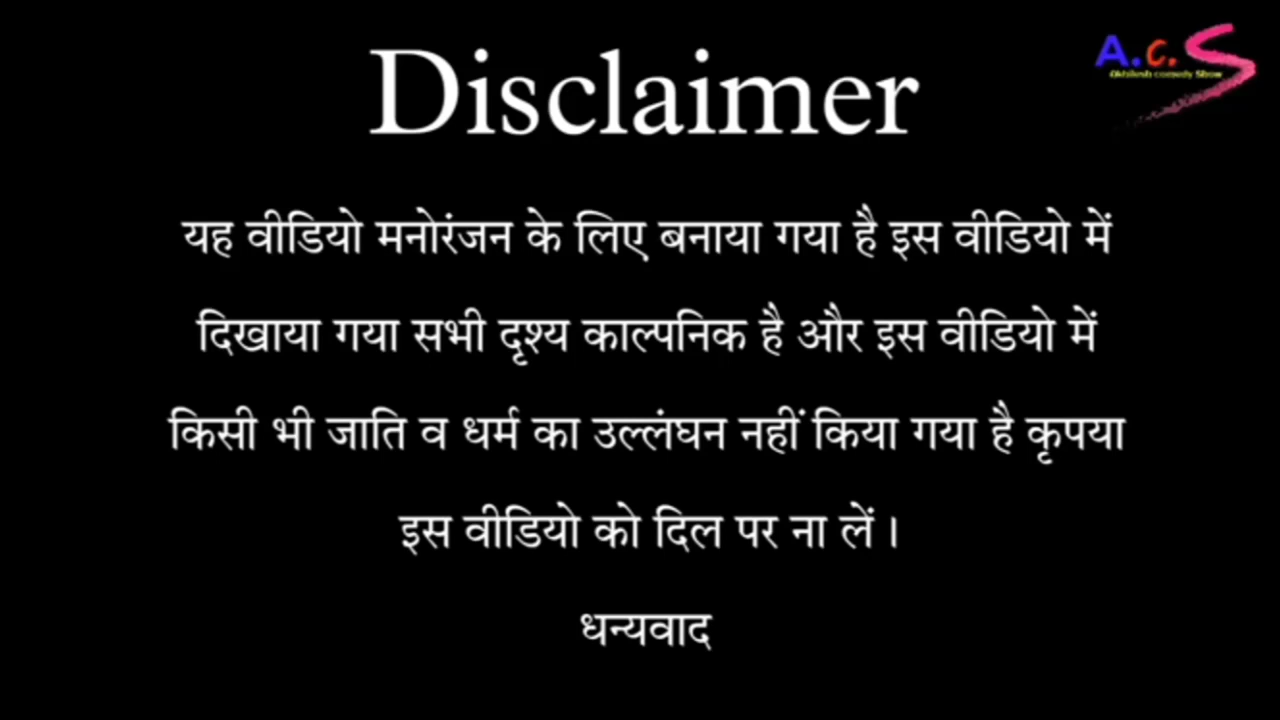 Disclaimer
A.C.S
यह वीडियो मनोरंजन के लिए बनाया गया है इस वीडियो में
दिखाया गया सभी दृश्य काल्पनिक है और इस वीडियो में
किसी भी जाति व धर्म का उल्लंघन नहीं किया गया है कृपया
इस वीडियो को दिल पर ना लें ।
धन्यवाद